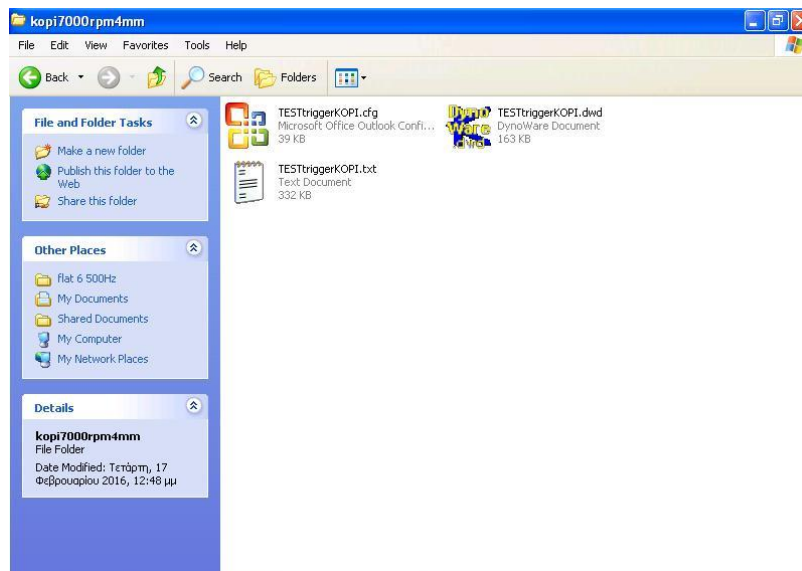 kopi7000rpm4mm
File Edit View Favorites Tools Help
Back Search Folders
File and Folder Tasks
Make a new folder
Publish this folder to the
Web
Share this folder
Other Places
flat 6 500Hz
My Documents
Shared Documents
My Computer
My Network Places
Details
kopi7000rpm4mm
File Folder
Date Modified: Τετάρτη, 17
Φεβρουαρίου 2016, 12:48 μμ
TESTtriggerKOPI.cfg
Microsoft Office Outlook Confi...
39 KB
Dyno
Ware
.dwd
TESTtriggerKOPI.dwd
DynoWare Document
163 KB
TESTtriggerKOPI.txt
Text Document
332 KB